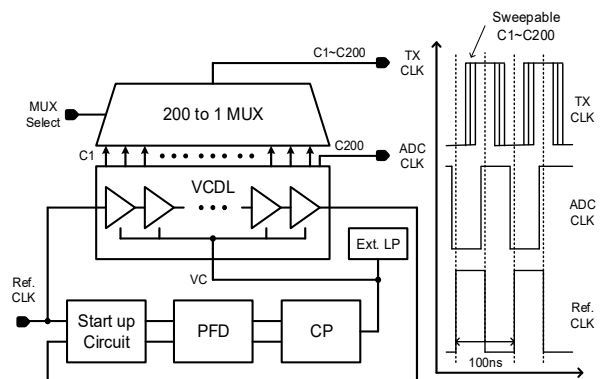 C1~C200
TX
CLK
MUX
Select
200 to 1 MUX
C1
C200
ADC
CLK
VCDL
Ext. LP
VC
Ref.
CLK
Start up
Circuit
PFD
CP
Sweepable
C1~C200
TX
CLK
ADC
CLK
Ref.
CLK
100ns